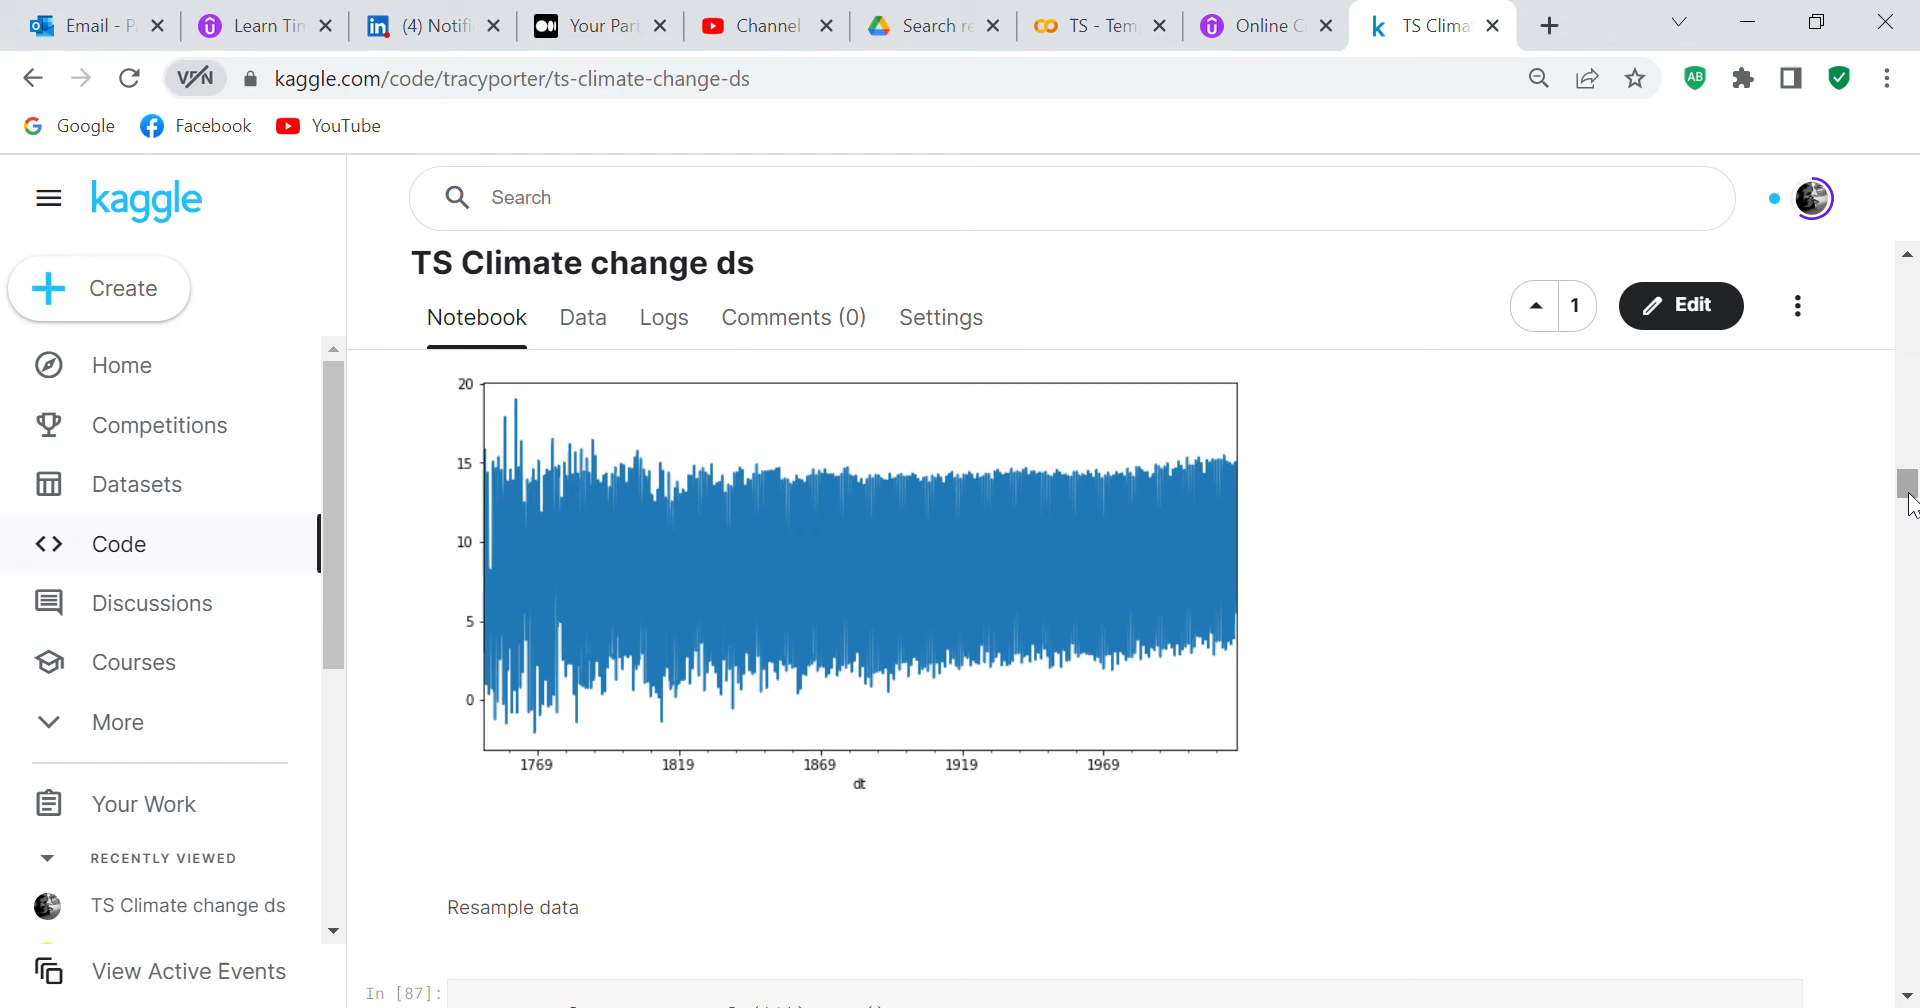 Email - P
Learn Tin
(4) Notifi
Your Part
Channel
Search re
TS - Tem
Online C
TS Clima
VPN
kaggle.com/code/tracyporter/ts-climate-change-ds
AB
Google
Facebook
YouTube
kaggle
Search
Create
TS Climate change ds
Notebook
Data
Logs
Comments (0)
Settings
1
Edit
Home
Competitions
Datasets
Code
Discussions
Courses
More
Your Work
RECENTLY VIEWED
TS Climate change ds
View Active Events
20
15
10
5
0
1769
1819
1869
1919
1969
dt
Resample data
In [87]: